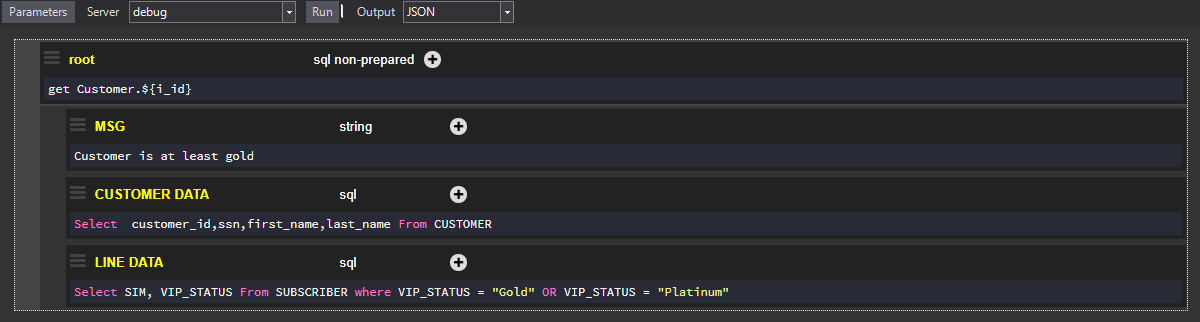 Parameters Server debug Run Output JSON
root sql non-prepared
get Customer.${i_id}
MSG string
Customer is at least gold
CUSTOMER DATA sql
Select  customer_id,ssn,first_name,last_name From CUSTOMER
LINE DATA sql
Select SIM, VIP_STATUS From SUBSCRIBER where VIP_STATUS = "Gold" OR VIP_STATUS = "Platinum"